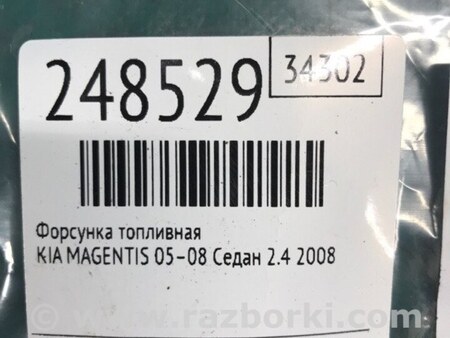 248529
34302
Форсунка топливная
KIA MAGENTIS 05-08 Седан 2.4 2008
© www.razborki.com